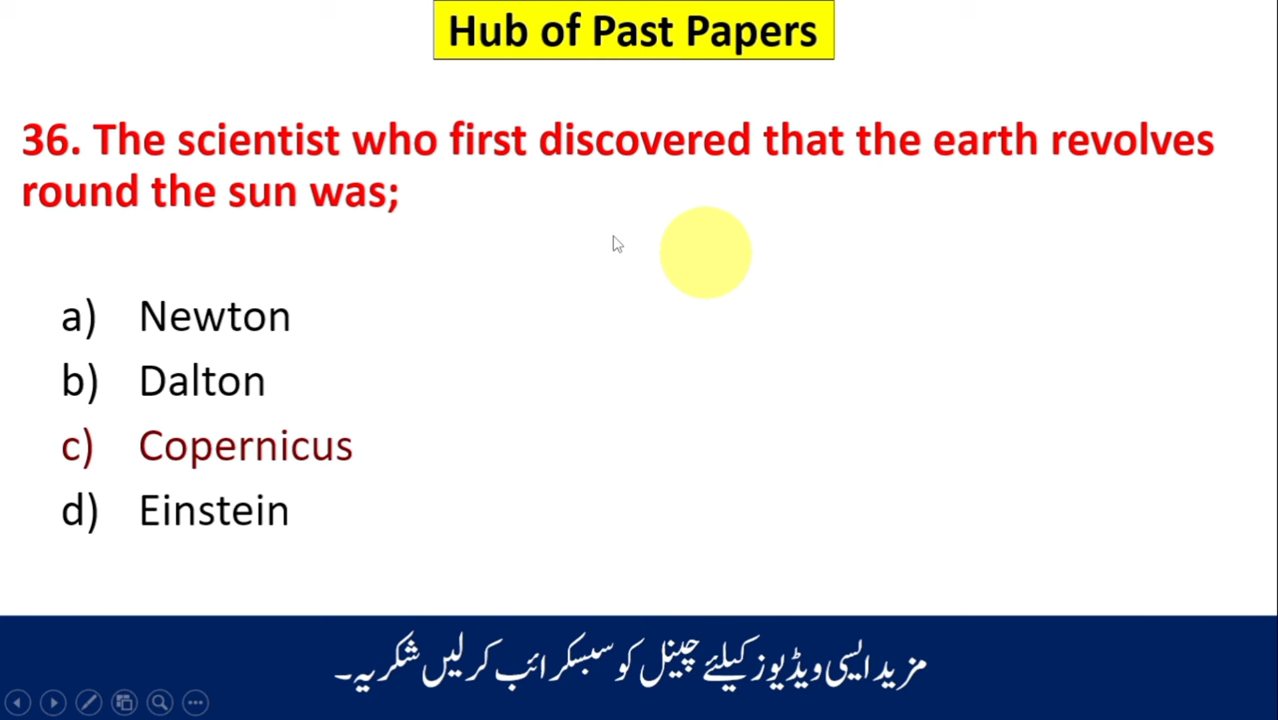 Hub of Past Papers
36. The scientist who first discovered that the earth revolves
round the sun was;
a) Newton
b) Dalton
c) Copernicus
d) Einstein
مزید ایسی ویڈیوز کیلئے چینل کو سبسکرائب کر لیں شکریہ۔